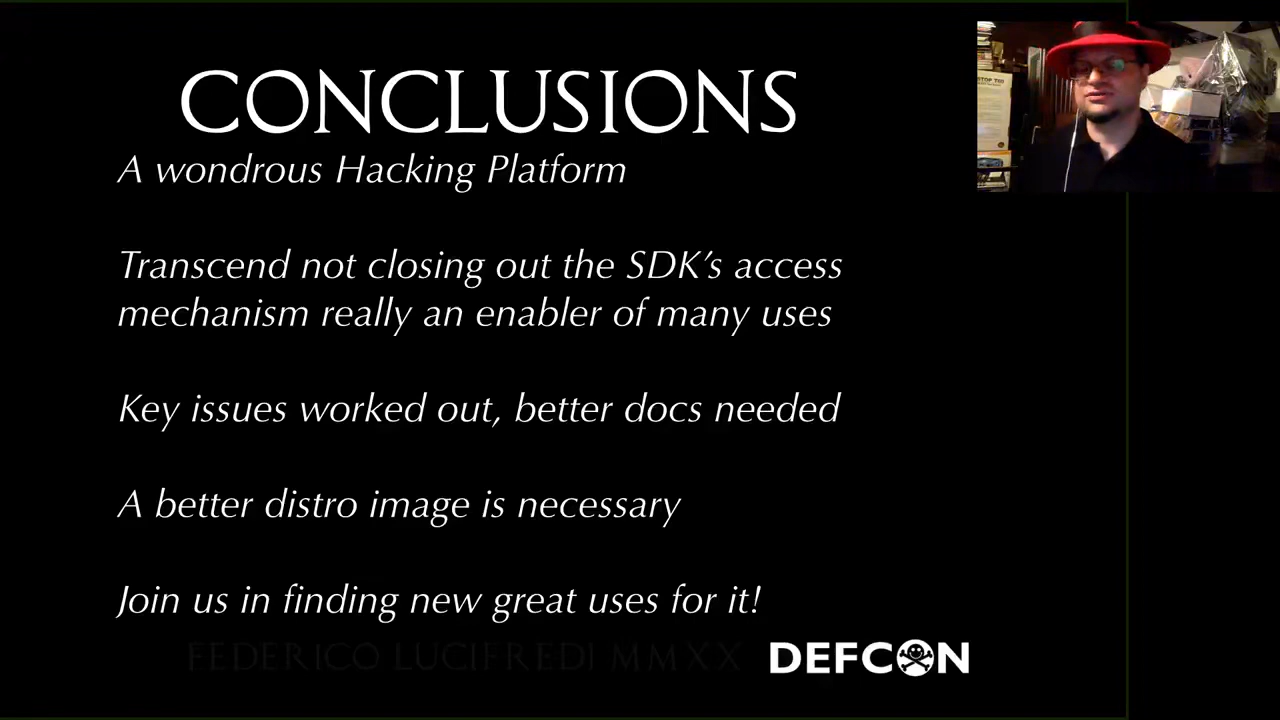 CONCLUSIONS
A wondrous Hacking Platform
Transcend not closing out the SDK's access
mechanism really an enabler of many uses
Key issues worked out, better docs needed
A better distro image is necessary
Join us in finding new great uses for it!
FEDERICO LUCIFREDI MMXX
DEFCON